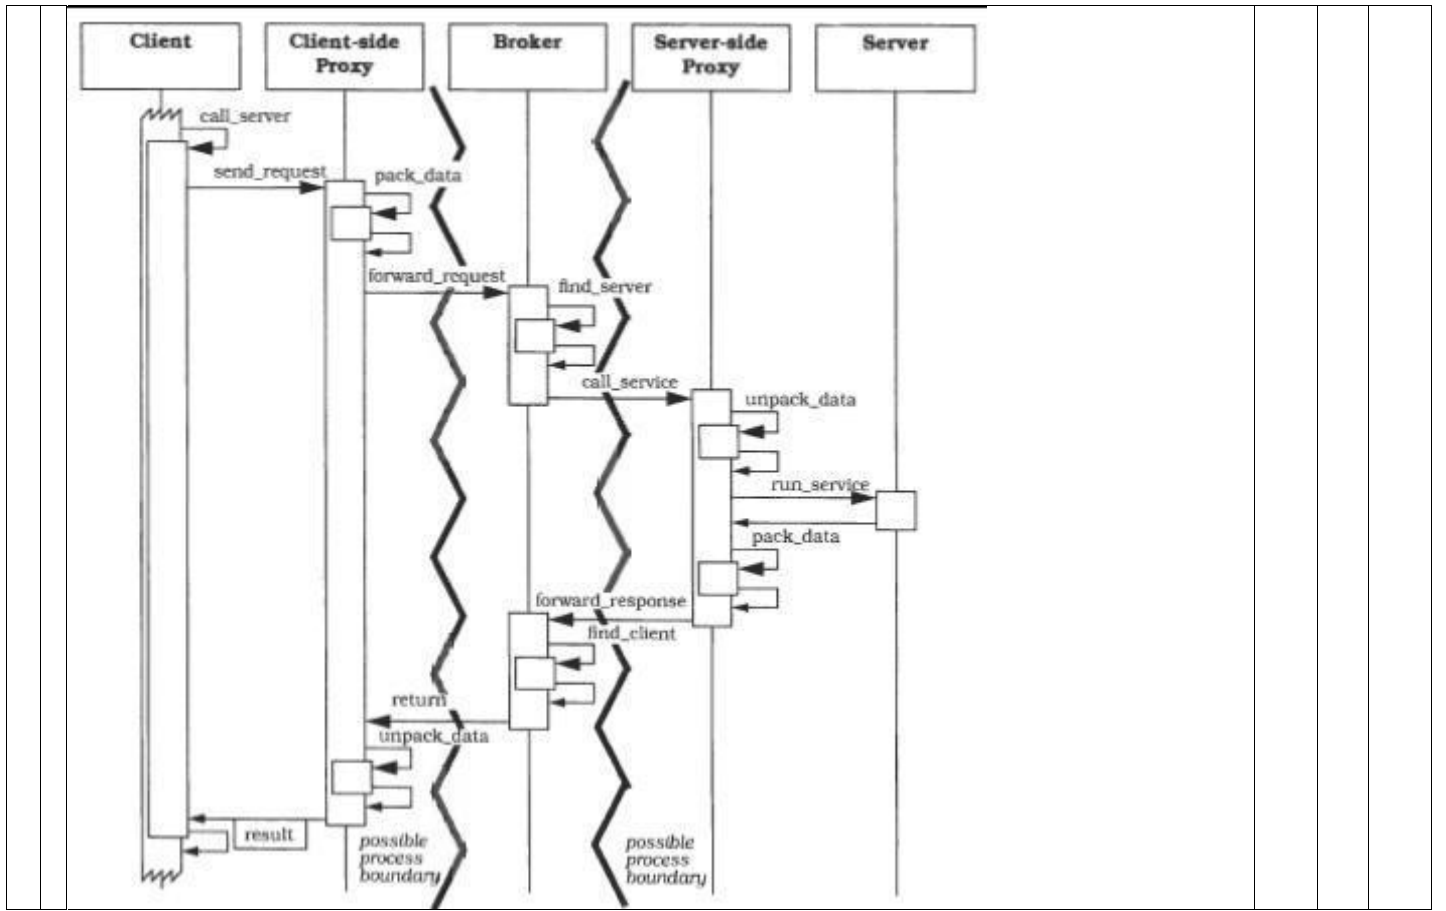 Client
Client-side
Proxy
Broker
Server-side
Proxy
Server
call_server
send_request
pack_data
forward_request
find_server
call_service
unpack_data
run_service
pack_data
forward_response
find_client
return
unpack_data
result
possible
process
boundary
possible
process
boundary